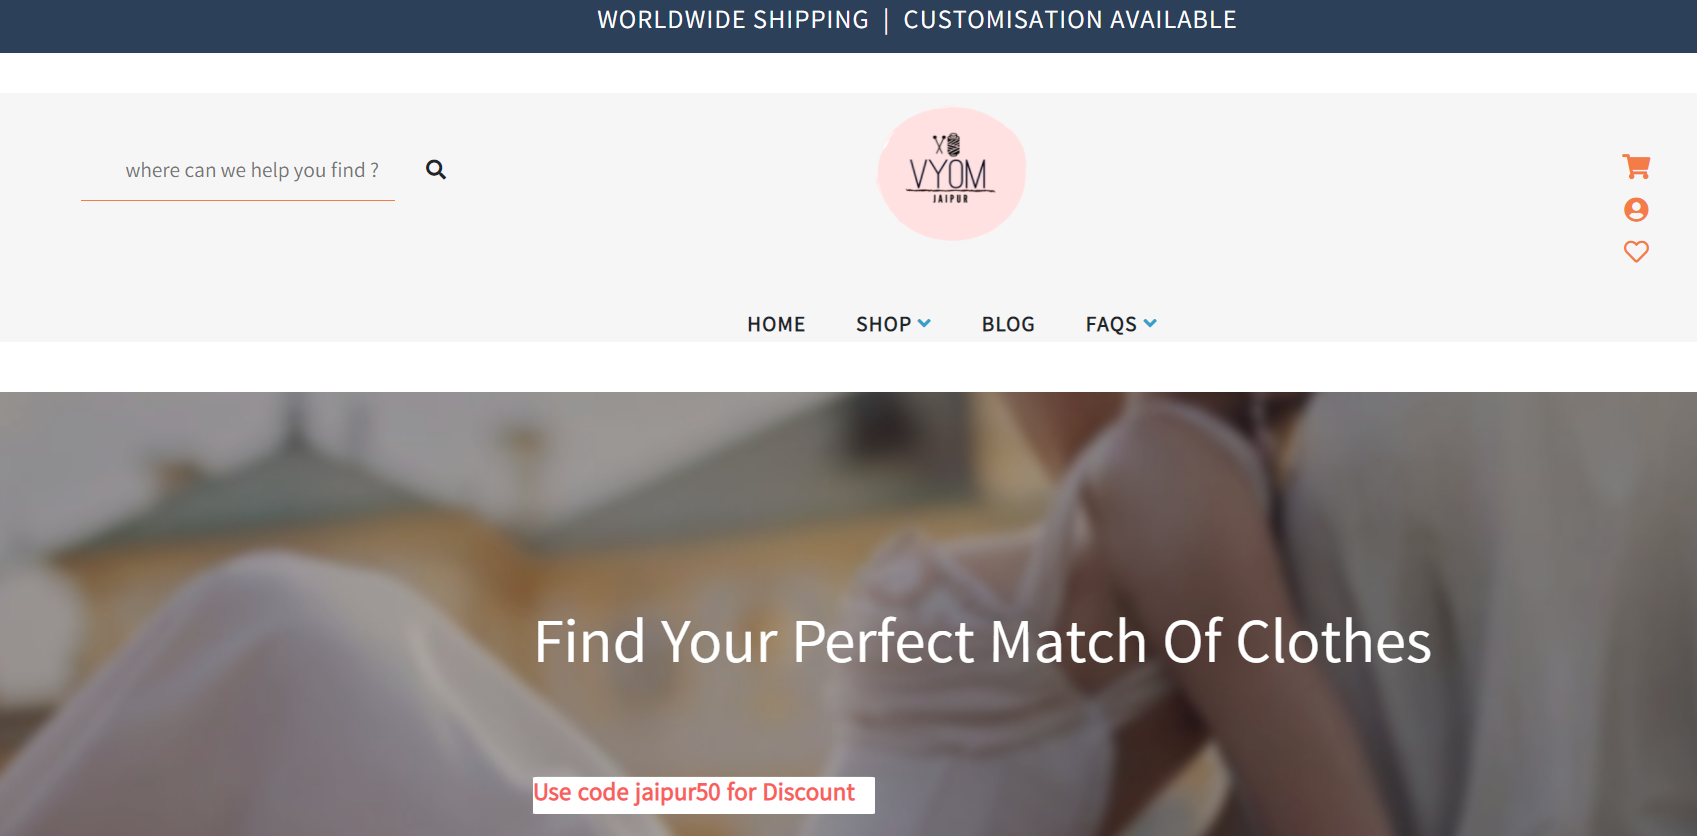 WORLDWIDE SHIPPING | CUSTOMISATION AVAILABLE
where can we help you find ?
VYOM
JAIPUR
HOME SHOP BLOG FAQS
Find Your Perfect Match Of Clothes
Use code jaipur50 for Discount